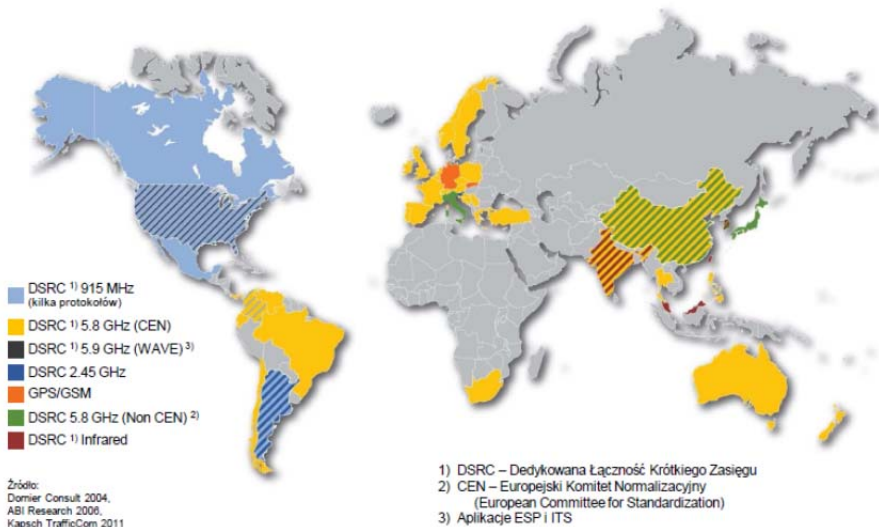 DSRC 1) 915 MHz
(kilka protokołów)
DSRC 1) 5.8 GHz (CEN)
DSRC 1) 5.9 GHz (WAVE) 3)
DSRC 2.45 GHz
GPS/GSM
DSRC 5.8 GHz (Non CEN) 2)
DSRC 1) Infrared
Źródło:
Dornier Consult 2004,
ABI Research 2006,
Kapsch TrafficCom 2011
1) DSRC – Dedykowana Łączność Krótkiego Zasięgu
2) CEN – Europejski Komitet Normalizacyjny
(European Committee for Standardization)
3) Aplikacje ESP i ITS